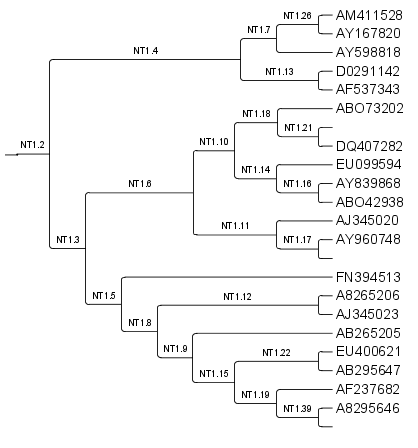 NT1.26
AM411528
NT1.7
AY167820
NT1.4
AY598818
D0291142
NT1.13
AF537343
ABO73202
NT1.18
NT1.21
NT1.2
NT1.10
DQ407282
EU099594
NT1.14
NT1.6
NT1.16
AY839868
ABO42938
AJ345020
NT1.11
NT1.3
NT1.17
AY960748
FN394513
NT1.5
NT1.12
A8265206
AJ345023
NT1.8
AB265205
NT1.9
NT1.22
EU400621
NT1.15
AB295647
AF237682
NT1.19
NT1.39
A8295646